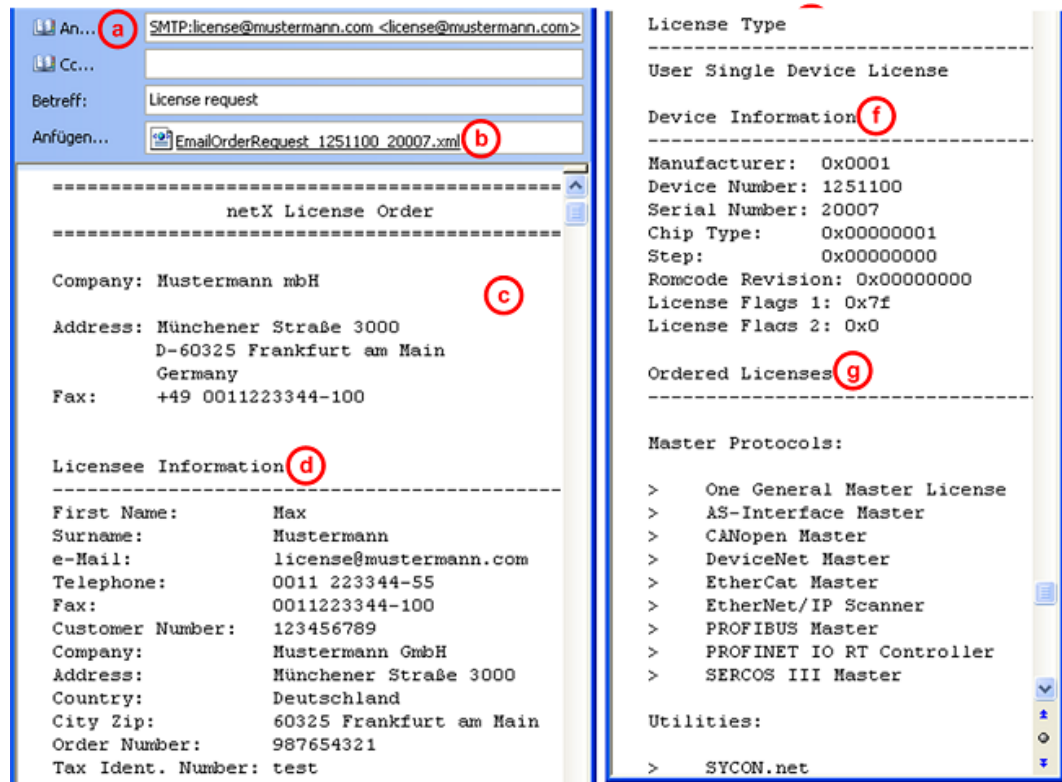 An... a SMTP:license@mustermann.com <license@mustermann.com>
Cc...
Betreff: License request
Anfügen... EmailOrderRequest_1251100_20007.xml b
============================================
netX License Order
============================================
Company: Mustermann mbH
c
Address: Münchener Straße 3000
D-60325 Frankfurt am Main
Germany
Fax: +49 0011223344-100
Licensee Information d
--------------------------------------------
First Name: Max
Surname: Mustermann
e-Mail: license@mustermann.com
Telephone: 0011 223344-55
Fax: 0011223344-100
Customer Number: 123456789
Company: Mustermann GmbH
Address: Münchener Straße 3000
Country: Deutschland
City Zip: 60325 Frankfurt am Main
Order Number: 987654321
Tax Ident. Number: test
License Type
---------------------------------
User Single Device License
Device Information f
---------------------------------
Manufacturer: 0x0001
Device Number: 1251100
Serial Number: 20007
Chip Type: 0x00000001
Step: 0x00000000
Romcode Revision: 0x00000000
License Flags 1: 0x7f
License Flags 2: 0x0
Ordered Licenses g
---------------------------------
Master Protocols:
> One General Master License
> AS-Interface Master
> CANopen Master
> DeviceNet Master
> EtherCat Master
> EtherNet/IP Scanner
> PROFIBUS Master
> PROFINET IO RT Controller
> SERCOS III Master
Utilities:
> SYCON.net